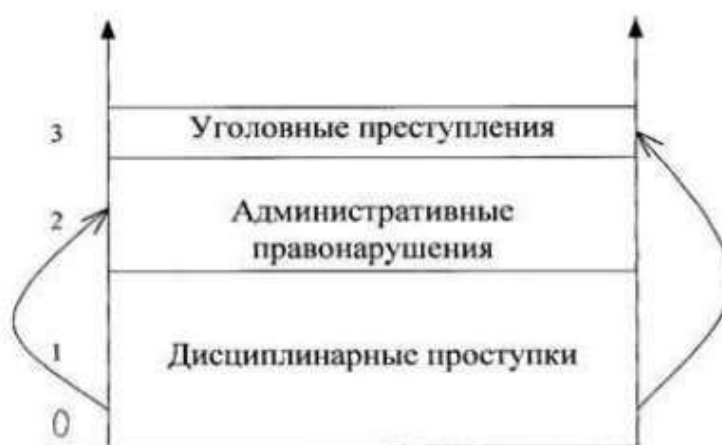 3
Уголовные преступления
2
Административные
правонарушения
1
Дисциплинарные проступки
0